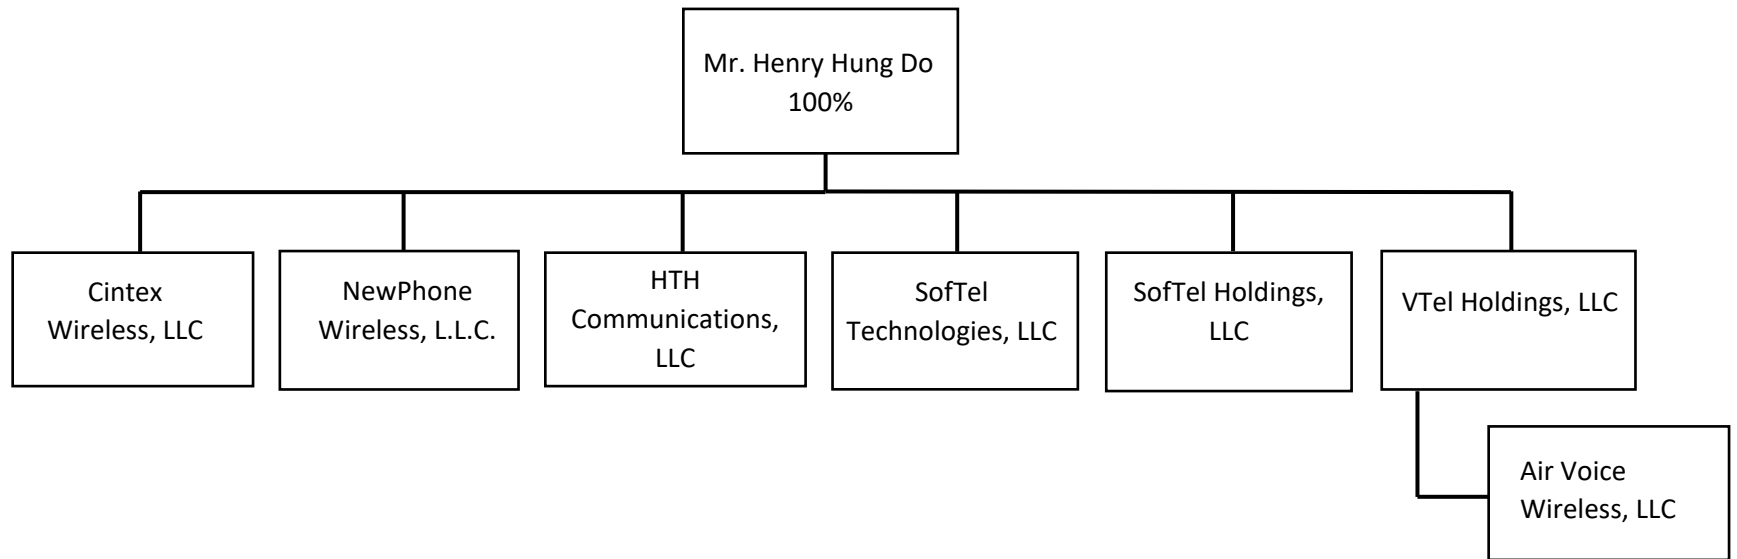 Mr. Henry Hung Do
100%
Cintex
Wireless, LLC
NewPhone
Wireless, L.L.C.
HTH
Communications,
LLC
SofTel
Technologies, LLC
SofTel Holdings,
LLC
VTel Holdings, LLC
Air Voice
Wireless, LLC